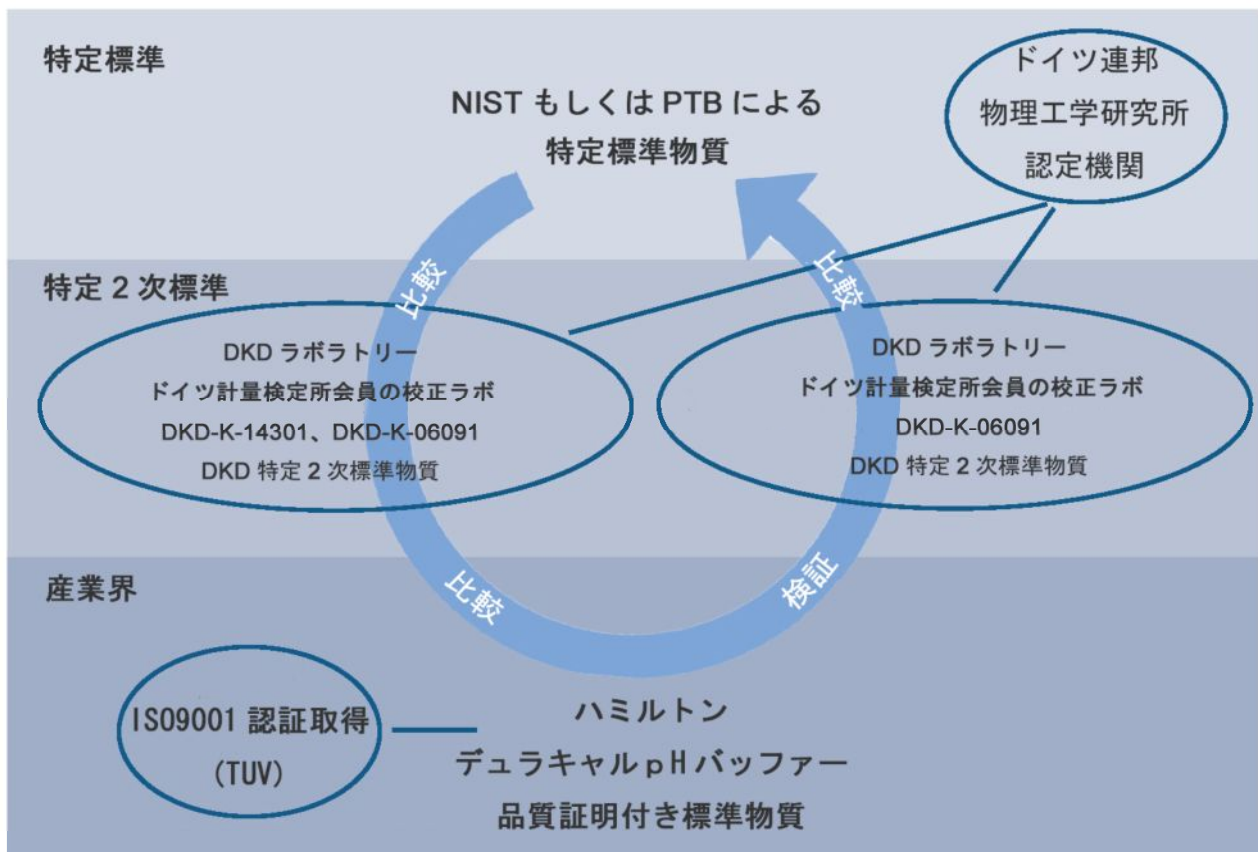 特定標準
NIST もしくは PTB による
特定標準物質
ドイツ連邦
物理工学研究所
認定機関
比較
比較
特定 2 次標準
DKD ラボラトリー
ドイツ計量検定所会員の校正ラボ
DKD-K-14301、DKD-K-06091
DKD 特定 2 次標準物質
DKD ラボラトリー
ドイツ計量検定所会員の校正ラボ
DKD-K-06091
DKD 特定 2 次標準物質
産業界
比較
検証
ISO9001 認証取得
(TUV)
ハミルトン
デュラキャル pH バッファー
品質証明付き標準物質